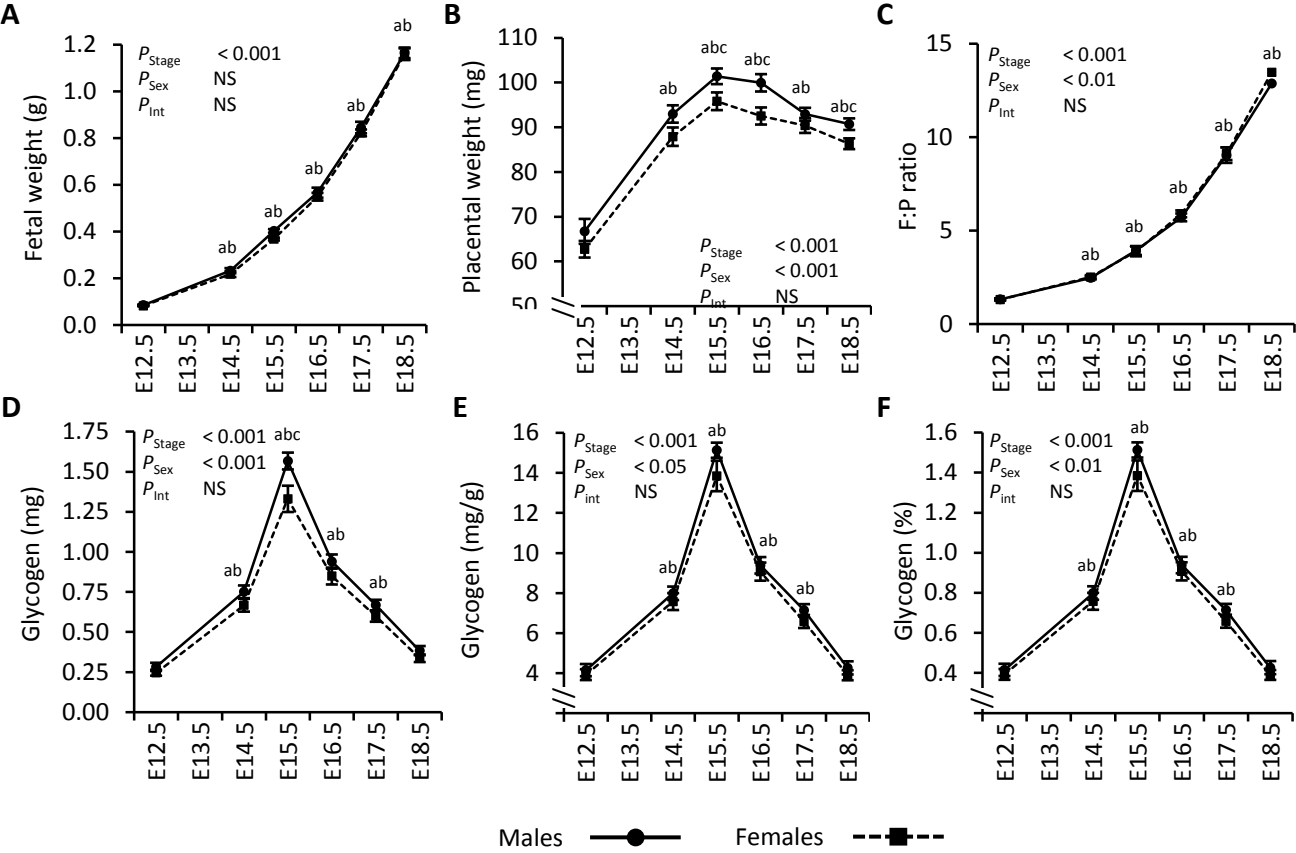 A
Fetal weight (g)
1.2
1.0
0.8
0.6
0.4
0.2
0.0
PStage < 0.001
PSex NS
PInt NS
ab
ab
ab
ab
ab
E12.5
E13.5
E14.5
E15.5
E16.5
E17.5
E18.5
B
Placental weight (mg)
110
100
90
80
70
60
50
ab
abc
abc
ab
abc
PStage < 0.001
PSex < 0.001
PInt NS
E12.5
E13.5
E14.5
E15.5
E16.5
E17.5
E18.5
C
F:P ratio
15
10
5
0
PStage < 0.001
PSex < 0.01
PInt NS
ab
ab
ab
ab
ab
E12.5
E13.5
E14.5
E15.5
E16.5
E17.5
E18.5
D
Glycogen (mg)
1.75
1.50
1.25
1.00
0.75
0.50
0.25
0.00
PStage < 0.001
PSex < 0.001
PInt NS
ab
abc
ab
ab
E12.5
E13.5
E14.5
E15.5
E16.5
E17.5
E18.5
E
Glycogen (mg/g)
16
14
12
10
8
6
4
PStage < 0.001
PSex < 0.05
Pint NS
ab
ab
ab
ab
E12.5
E13.5
E14.5
E15.5
E16.5
E17.5
E18.5
F
Glycogen (%)
1.6
1.4
1.2
1.0
0.8
0.6
0.4
PStage < 0.001
PSex < 0.01
Pint NS
ab
ab
ab
ab
E12.5
E13.5
E14.5
E15.5
E16.5
E17.5
E18.5
Males
Females